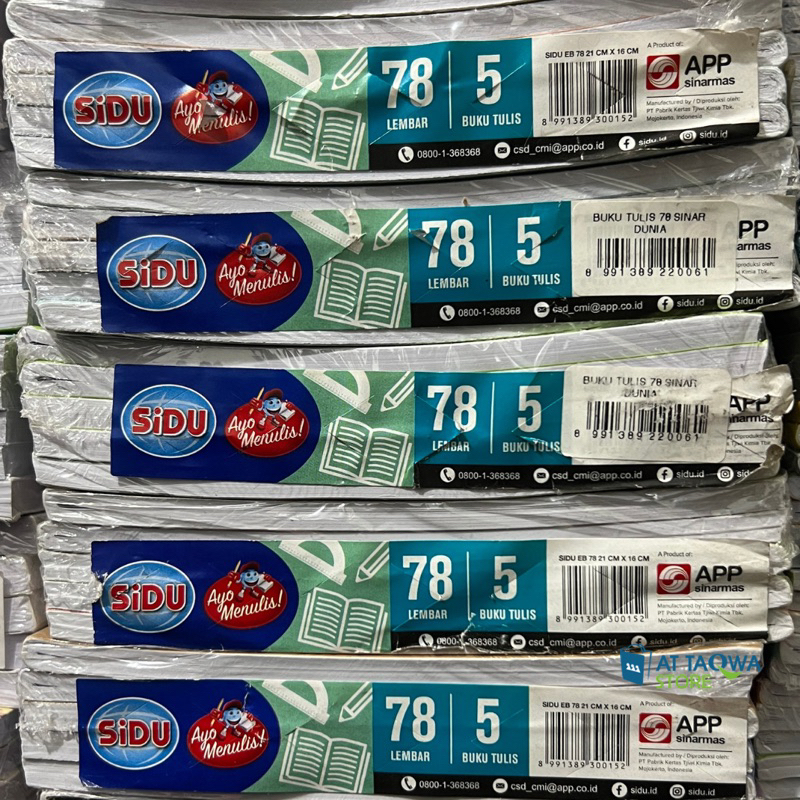 SiDU
Ayo Menulis!
78 LEMBAR
5 BUKU TULIS
SIDU EB 78 21 CM X 16 CM
8 991389 300152
A Product of:
APP
sinarmas
Manufactured by / Diproduksi oleh:
PT Pabrik Kertas Tjiwi Kimia Tbk.
Mojokerto, Indonesia
0800-1-368368 csd_cmi@app.co.id sidu.id sidu.id
SiDU
Ayo Menulis!
78 LEMBAR
5 BUKU TULIS
BUKU TULIS 78 SINAR
DUNIA
8 991389 220061
PP
armas
Diproduksi oleh:
Kimia Tbk.
0800-1-368368 csd_cmi@app.co.id sidu.id sidu.id
SiDU
Ayo Menulis!
78 LEMBAR
5 BUKU TULIS
BUKU TULIS 78 SINAR
DUNIA
8 991389 220061
APP
narmas
0800-1-368368 csd_cmi@app.co.id sidu.id sidu.id
SiDU
Ayo Menulis!
78 LEMBAR
5 BUKU TULIS
SIDU EB 78 21 CM X 16 CM
8 991389 300152
A Product of:
APP
sinarmas
Manufactured by / Diproduksi oleh:
PT Pabrik Kertas Tjiwi Kimia Tbk.
Mojokerto, Indonesia
0800-1-368368 csd_cmi@app.co.id
AT TAQWA
STORE
SiDU
Ayo Menulis!
78 LEMBAR
5 BUKU TULIS
SIDU EB 78 21 CM X 16 CM
8 991389 300152
A Product of:
APP
sinarmas
Manufactured by / Diproduksi oleh:
PT Pabrik Kertas Tjiwi Kimia Tbk.
Mojokerto, Indonesia
0800-1-368368 csd_cmi@app.co.id sidu.id sidu.id